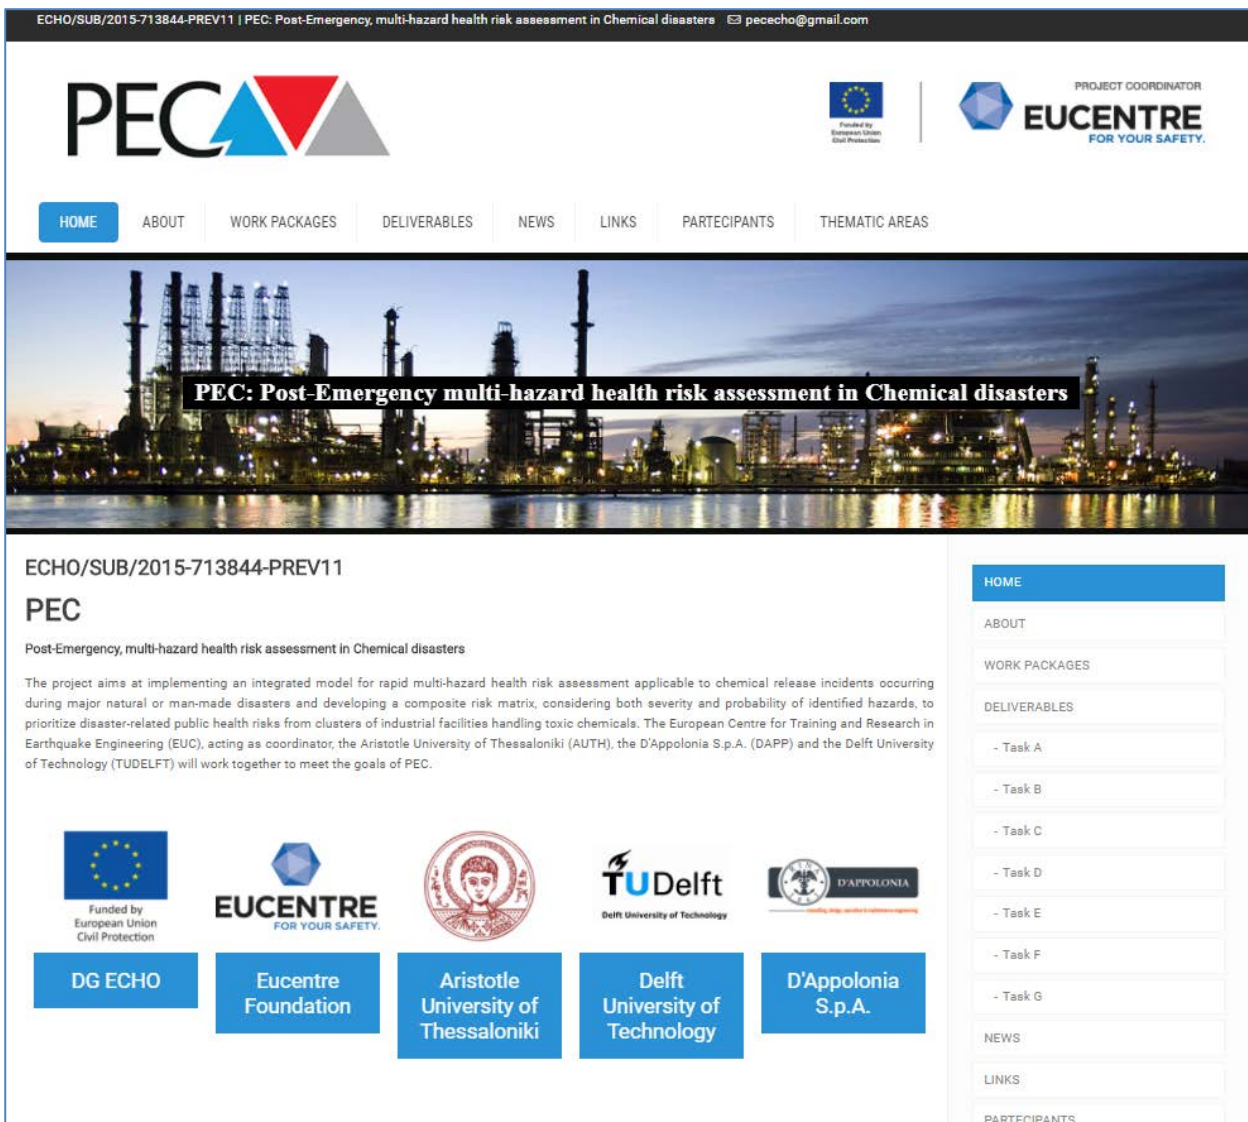 ECHO/SUB/2015-713844-PREV11 | PEC: Post-Emergency, multi-hazard health risk assessment in Chemical disasters pececho@gmail.com
PEC
Funded by
European Union
Civil Protection
PROJECT COORDINATOR
EUCENTRE
FOR YOUR SAFETY.
HOME ABOUT WORK PACKAGES DELIVERABLES NEWS LINKS PARTECIPANTS THEMATIC AREAS
PEC: Post-Emergency multi-hazard health risk assessment in Chemical disasters
ECHO/SUB/2015-713844-PREV11
PEC
Post-Emergency, multi-hazard health risk assessment in Chemical disasters
The project aims at implementing an integrated model for rapid multi-hazard health risk assessment applicable to chemical release incidents occurring
during major natural or man-made disasters and developing a composite risk matrix, considering both severity and probability of identified hazards, to
prioritize disaster-related public health risks from clusters of industrial facilities handling toxic chemicals. The European Centre for Training and Research in
Earthquake Engineering (EUC), acting as coordinator, the Aristotle University of Thessaloniki (AUTH), the D'Appolonia S.p.A. (DAPP) and the Delft University
of Technology (TUDELFT) will work together to meet the goals of PEC.
Funded by
European Union
Civil Protection
EUCENTRE
FOR YOUR SAFETY.
TUDelft
Delft University of Technology
D'APPOLONIA
DG ECHO
Eucentre
Foundation
Aristotle
University of
Thessaloniki
Delft
University of
Technology
D'Appolonia
S.p.A.
HOME
ABOUT
WORK PACKAGES
DELIVERABLES
- Task A
- Task B
- Task C
- Task D
- Task E
- Task F
- Task G
NEWS
LINKS
PARTECIPANTS